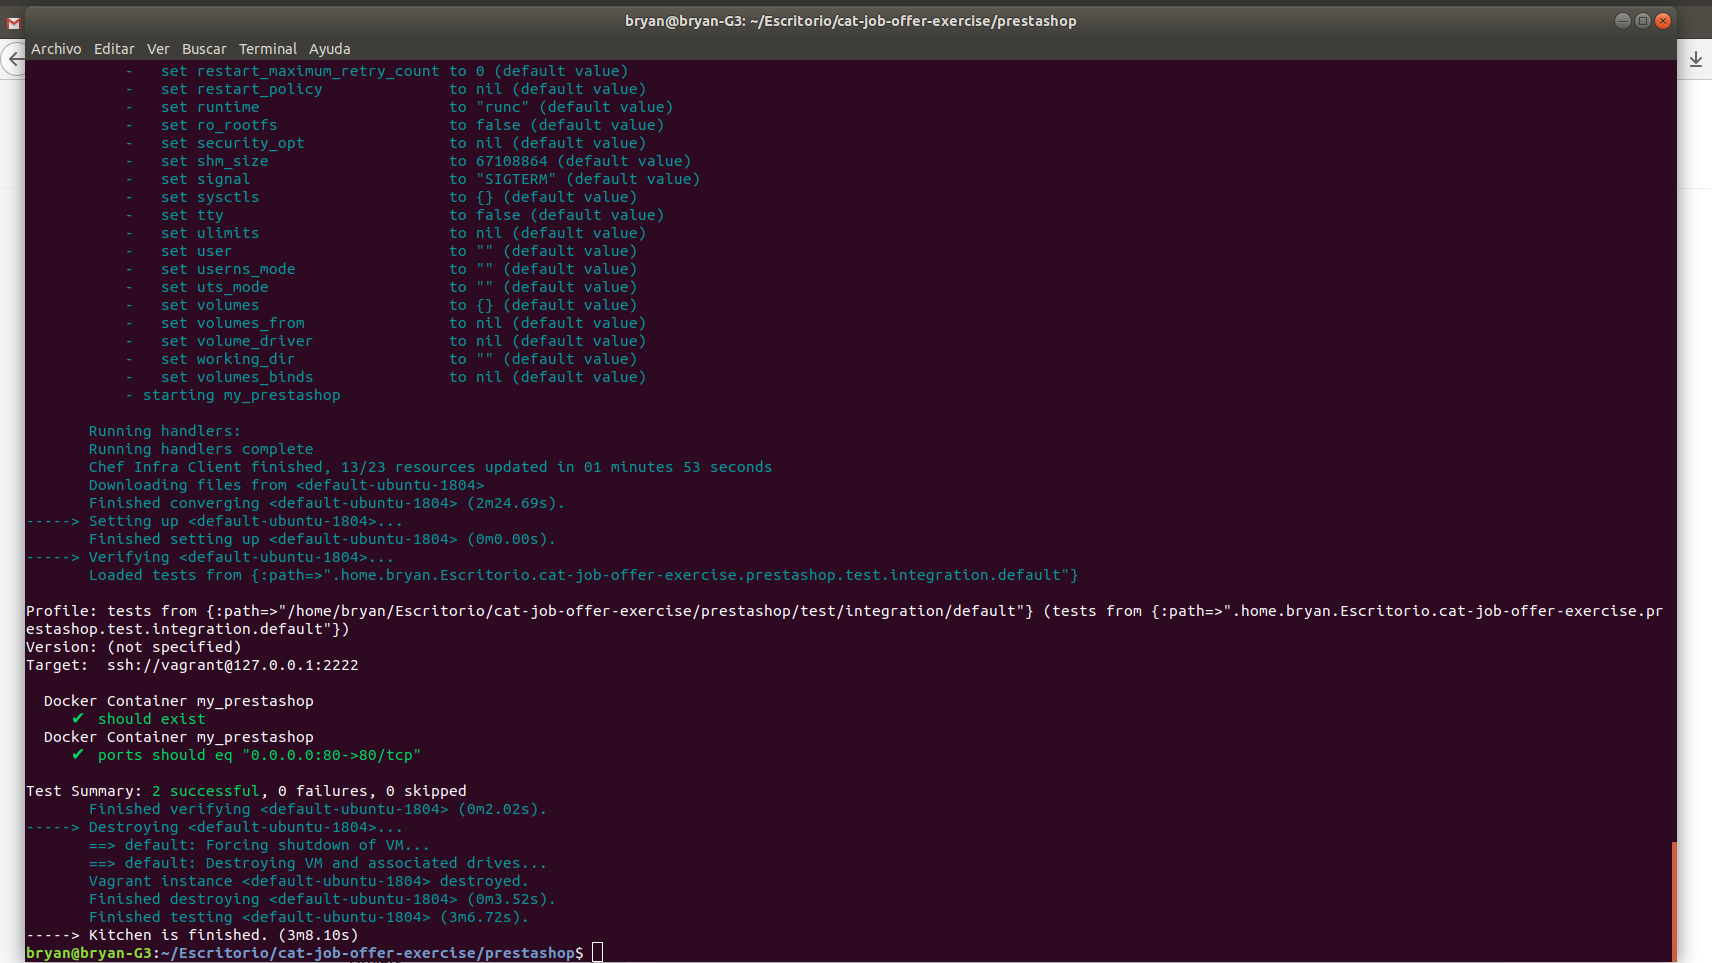 bryan@bryan-G3: ~/Escritorio/cat-job-offer-exercise/prestashop
Archivo Editar Ver Buscar Terminal Ayuda
- set restart_maximum_retry_count to 0 (default value)
- set restart_policy to nil (default value)
- set runtime to "runc" (default value)
- set ro_rootfs to false (default value)
- set security_opt to nil (default value)
- set shm_size to 67108864 (default value)
- set signal to "SIGTERM" (default value)
- set sysctls to {} (default value)
- set tty to false (default value)
- set ulimits to nil (default value)
- set user to "" (default value)
- set userns_mode to "" (default value)
- set uts_mode to "" (default value)
- set volumes to {} (default value)
- set volumes_from to nil (default value)
- set volume_driver to nil (default value)
- set working_dir to "" (default value)
- set volumes_binds to nil (default value)
- starting my_prestashop
Running handlers:
Running handlers complete
Chef Infra Client finished, 13/23 resources updated in 01 minutes 53 seconds
Downloading files from <default-ubuntu-1804>
Finished converging <default-ubuntu-1804> (2m24.69s).
-----> Setting up <default-ubuntu-1804>...
Finished setting up <default-ubuntu-1804> (0m0.00s).
-----> Verifying <default-ubuntu-1804>...
Loaded tests from {:path=>".home.bryan.Escritorio.cat-job-offer-exercise.prestashop.test.integration.default"}
Profile: tests from {:path=>"/home/bryan/Escritorio/cat-job-offer-exercise/prestashop/test/integration/default"} (tests from {:path=>".home.bryan.Escritorio.cat-job-offer-exercise.pr
estashop.test.integration.default"})
Version: (not specified)
Target: ssh://vagrant@127.0.0.1:2222
Docker Container my_prestashop
✔ should exist
Docker Container my_prestashop
✔ ports should eq "0.0.0.0:80->80/tcp"
Test Summary: 2 successful, 0 failures, 0 skipped
Finished verifying <default-ubuntu-1804> (0m2.02s).
-----> Destroying <default-ubuntu-1804>...
==> default: Forcing shutdown of VM...
==> default: Destroying VM and associated drives...
Vagrant instance <default-ubuntu-1804> destroyed.
Finished destroying <default-ubuntu-1804> (0m3.52s).
Finished testing <default-ubuntu-1804> (3m6.72s).
-----> Kitchen is finished. (3m8.10s)
bryan@bryan-G3:~/Escritorio/cat-job-offer-exercise/prestashop$